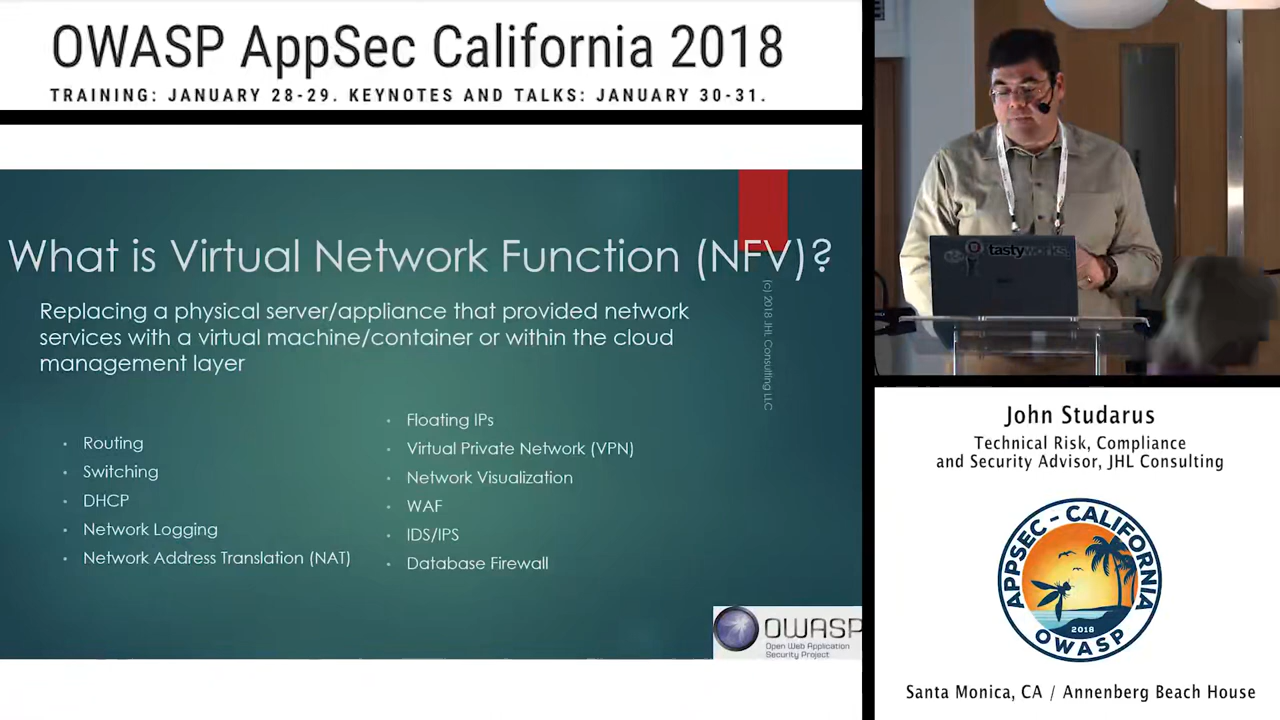 OWASP AppSec California 2018
TRAINING: JANUARY 28-29. KEYNOTES AND TALKS: JANUARY 30-31.
What is Virtual Network Function (NFV)?
Replacing a physical server/appliance that provided network
services with a virtual machine/container or within the cloud
management layer
Routing
Switching
DHCP
Network Logging
Network Address Translation (NAT)
Floating IPs
Virtual Private Network (VPN)
Network Visualization
WAF
IDS/IPS
Database Firewall
(c) 2018 JHL Consulting LLC
OWASP
Open Web Application
Security Project
tastyworks
John Studarus
Technical Risk, Compliance
and Security Advisor, JHL Consulting
APPSEC - CALIFORNIA
2018
OWASP
Santa Monica, CA / Annenberg Beach House